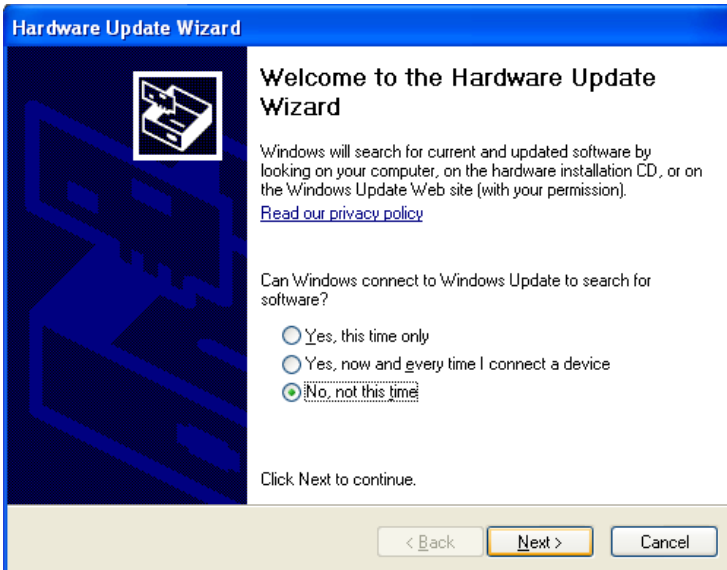 Hardware Update Wizard
Welcome to the Hardware Update
Wizard
Windows will search for current and updated software by
looking on your computer, on the hardware installation CD, or on
the Windows Update Web site (with your permission).
Read our privacy policy
Can Windows connect to Windows Update to search for
software?
Yes, this time only
Yes, now and every time I connect a device
No, not this time
Click Next to continue.
< Back
Next >
Cancel